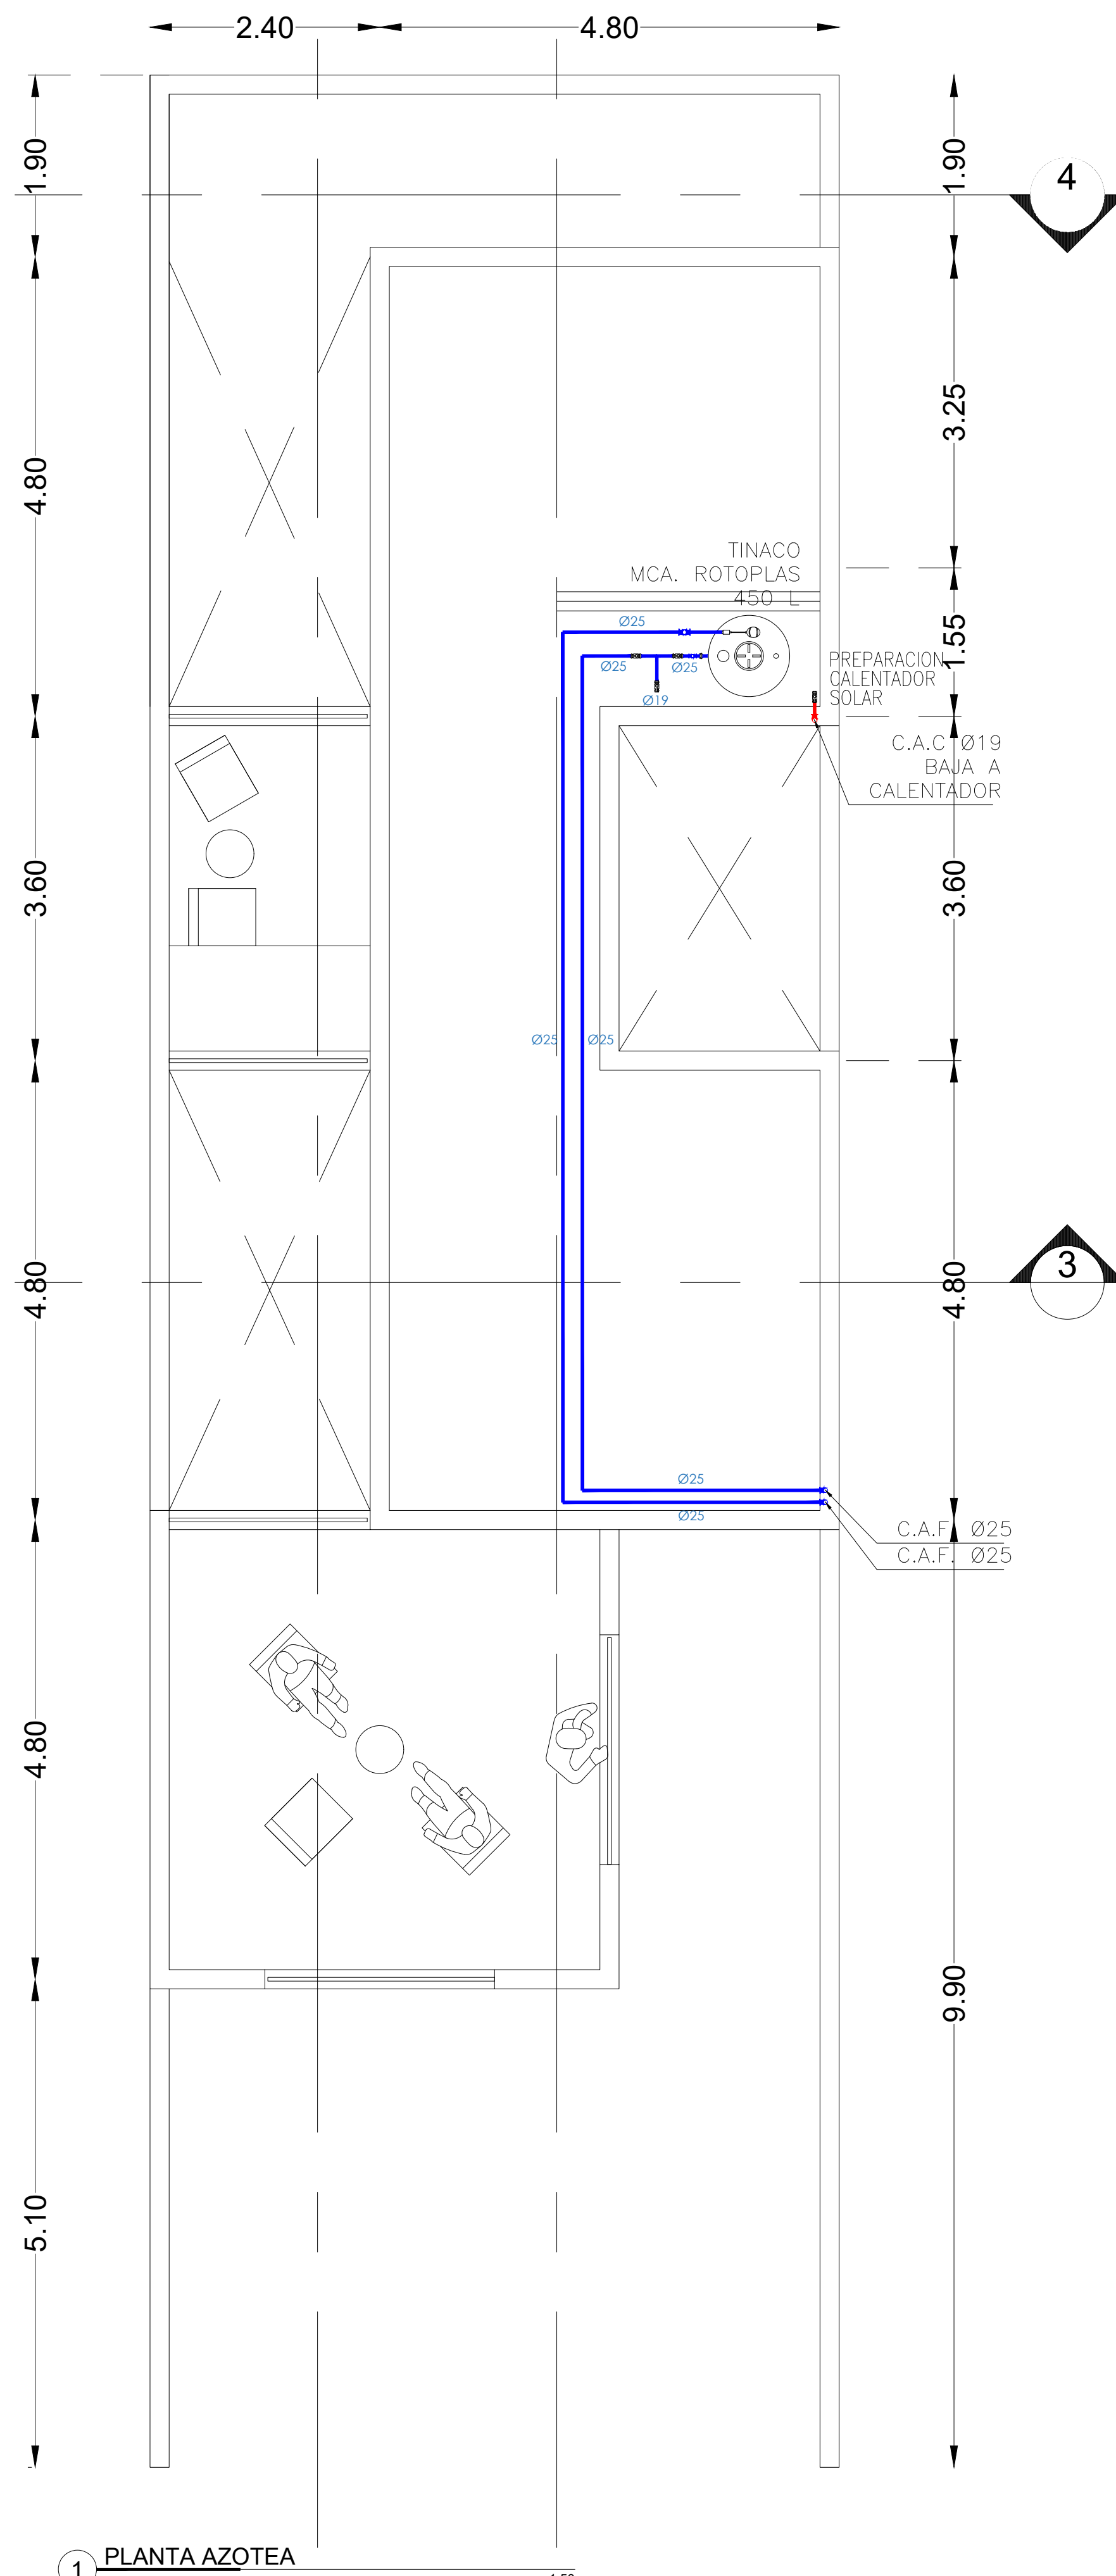 2.40
4.80
1.90
1.90
4
4.80
3.25
TINACO
MCA. ROTOPLAS
450 L
1.55
Ø25
Ø25
Ø25
Ø19
PREPARACION
CALENTADOR
SOLAR
C.A.C Ø19
BAJA A
CALENTADOR
3.60
3.60
Ø25
Ø25
4.80
4.80
3
Ø25
Ø25
C.A.F. Ø25
C.A.F. Ø25
4.80
9.90
5.10
1
PLANTA AZOTEA